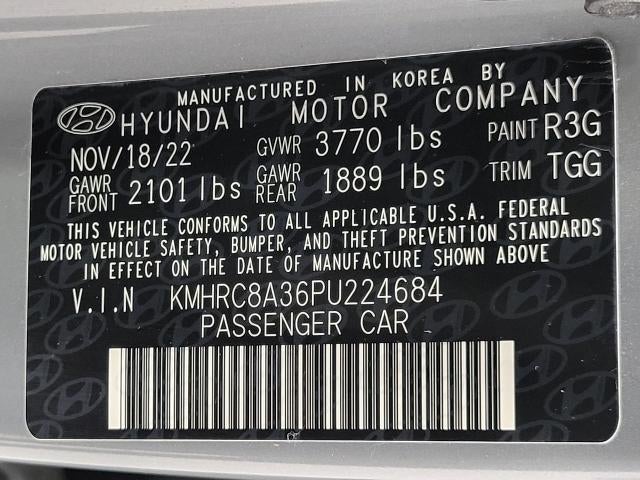 MANUFACTURED IN KOREA BY
HYUNDAI MOTOR COMPANY
NOV/18/22 GVWR 3770 lbs PAINT R3G
GAWR FRONT 2101 lbs GAWR REAR 1889 lbs TRIM TGG
THIS VEHICLE CONFORMS TO ALL APPLICABLE U.S.A. FEDERAL
MOTOR VEHICLE SAFETY, BUMPER, AND THEFT PREVENTION STANDARDS
IN EFFECT ON THE DATE OF MANUFACTURE SHOWN ABOVE
V.I.N KMHRC8A36PU224684
PASSENGER CAR